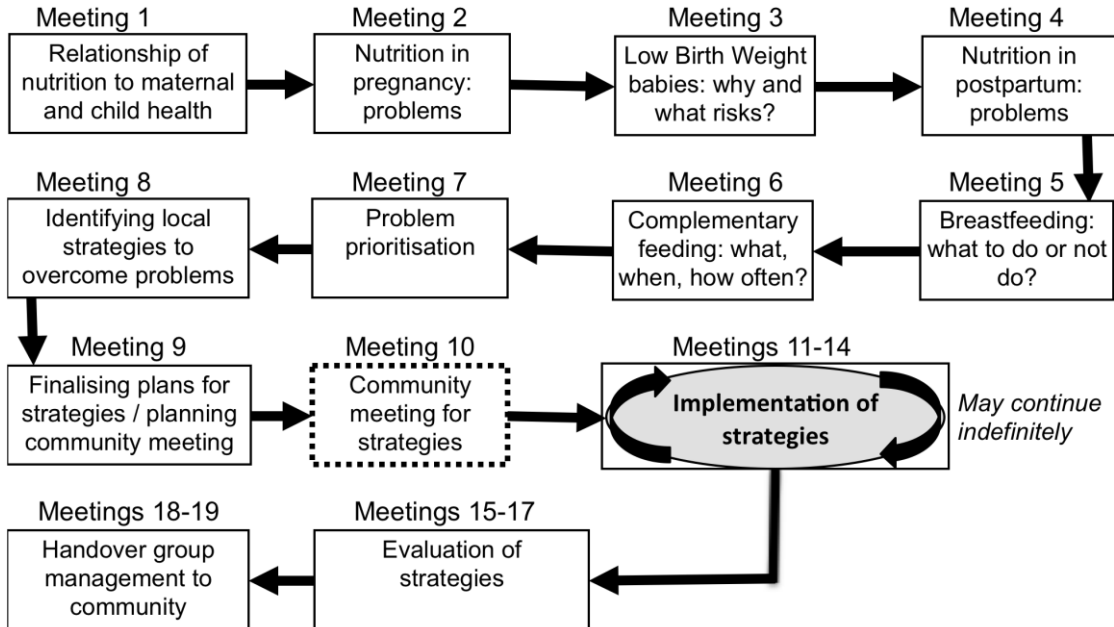 Meeting 1
Relationship of
nutrition to maternal
and child health
Meeting 2
Nutrition in
pregnancy:
problems
Meeting 3
Low Birth Weight
babies: why and
what risks?
Meeting 4
Nutrition in
postpartum:
problems
Meeting 5
Breastfeeding:
what to do or not
do?
Meeting 6
Complementary
feeding: what,
when, how often?
Meeting 7
Problem
prioritisation
Meeting 8
Identifying local
strategies to
overcome problems
Meeting 9
Finalising plans for
strategies / planning
community meeting
Meeting 10
Community
meeting for
strategies
Meetings 11-14
Implementation of
strategies
May continue
indefinitely
Meetings 15-17
Evaluation of
strategies
Meetings 18-19
Handover group
management to
community